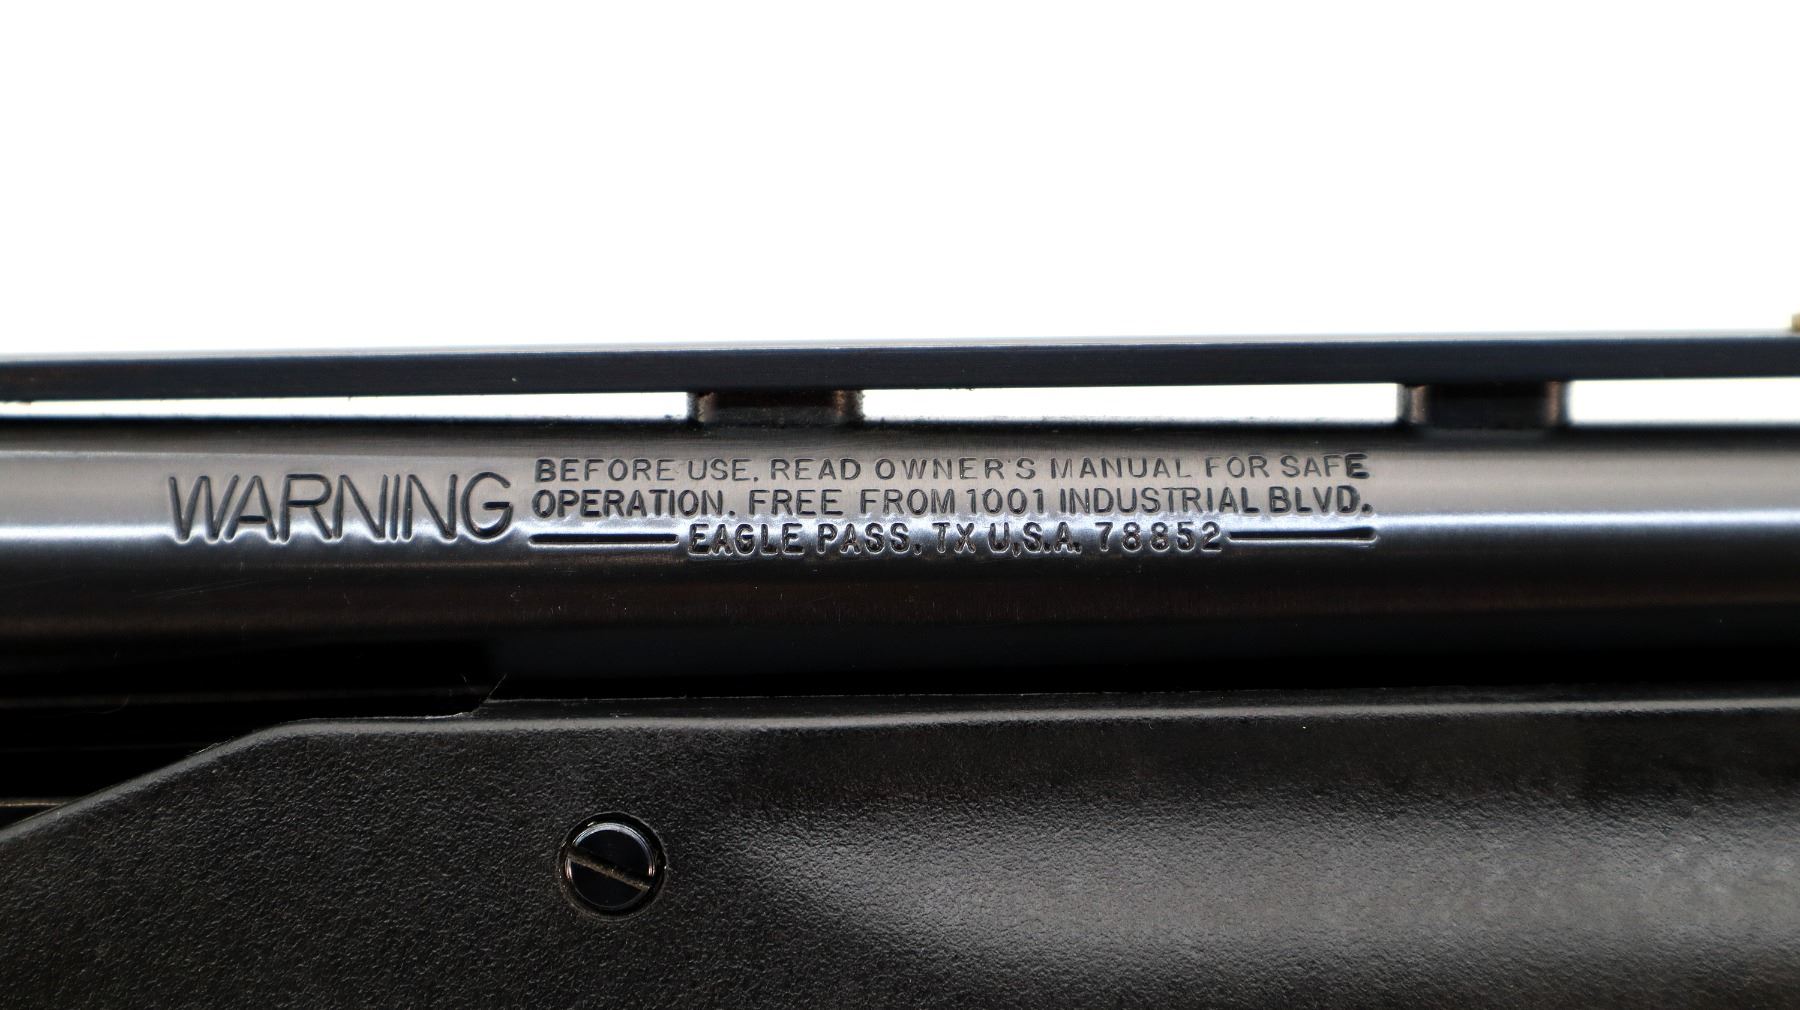 WARNING
BEFORE USE, READ OWNER'S MANUAL FOR SAFE
OPERATION. FREE FROM 1001 INDUSTRIAL BLVD.
EAGLE PASS, TX U.S.A. 78852